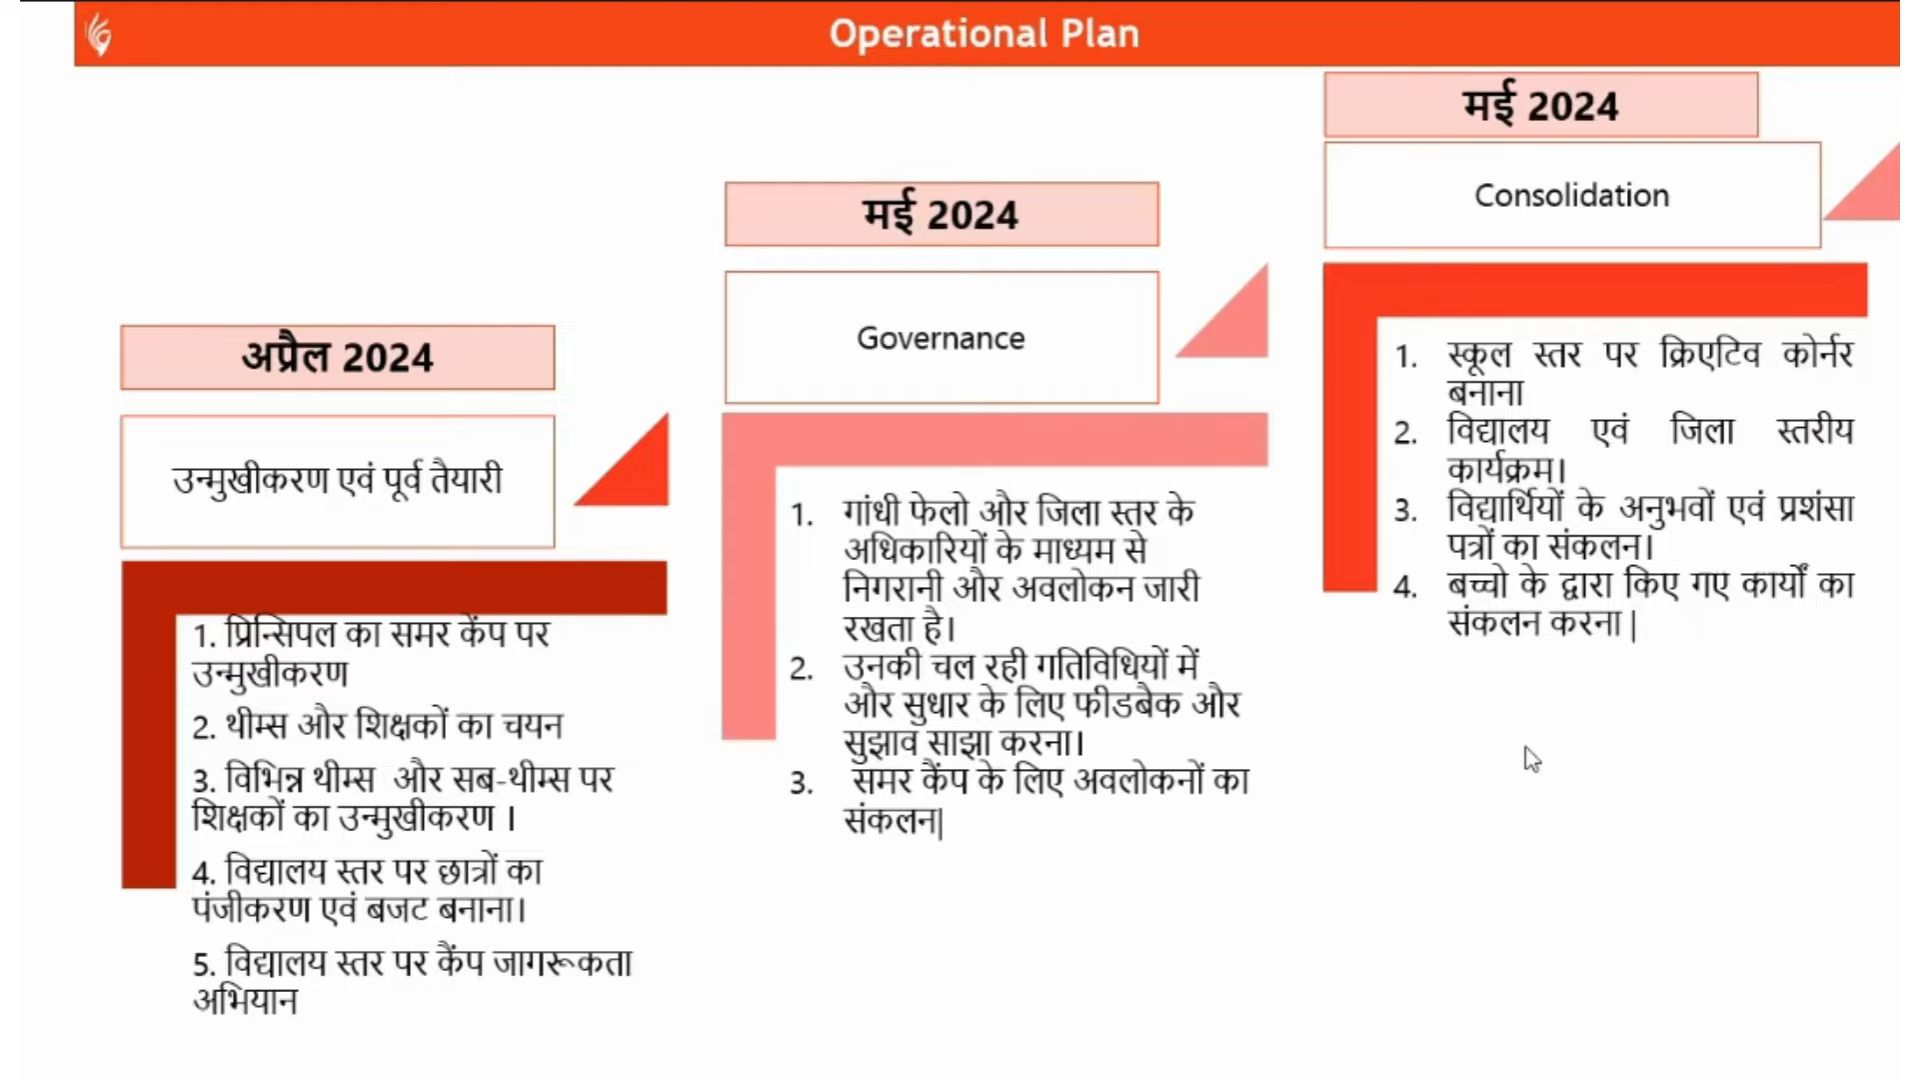 Operational Plan
अप्रैल 2024
उन्मुखीकरण एवं पूर्व तैयारी
1. प्रिन्सिपल का समर केंप पर
उन्मुखीकरण
2. थीम्स और शिक्षकों का चयन
3. विभिन्न थीम्स और सब-थीम्स पर
शिक्षकों का उन्मुखीकरण ।
4. विद्यालय स्तर पर छात्रों का
पंजीकरण एवं बजट बनाना।
5. विद्यालय स्तर पर कैंप जागरूकता
अभियान
मई 2024
Governance
1. गांधी फेलो और जिला स्तर के
अधिकारियों के माध्यम से
निगरानी और अवलोकन जारी
रखता है।
2. उनकी चल रही गतिविधियों में
और सुधार के लिए फीडबैक और
सुझाव साझा करना।
3. समर कैंप के लिए अवलोकनों का
संकलन|
मई 2024
Consolidation
1. स्कूल स्तर पर क्रिएटिव कोर्नर
बनाना
2. विद्यालय एवं जिला स्तरीय
कार्यक्रम।
3. विद्यार्थियों के अनुभवों एवं प्रशंसा
पत्रों का संकलन।
4. बच्चो के द्वारा किए गए कार्यों का
संकलन करना |